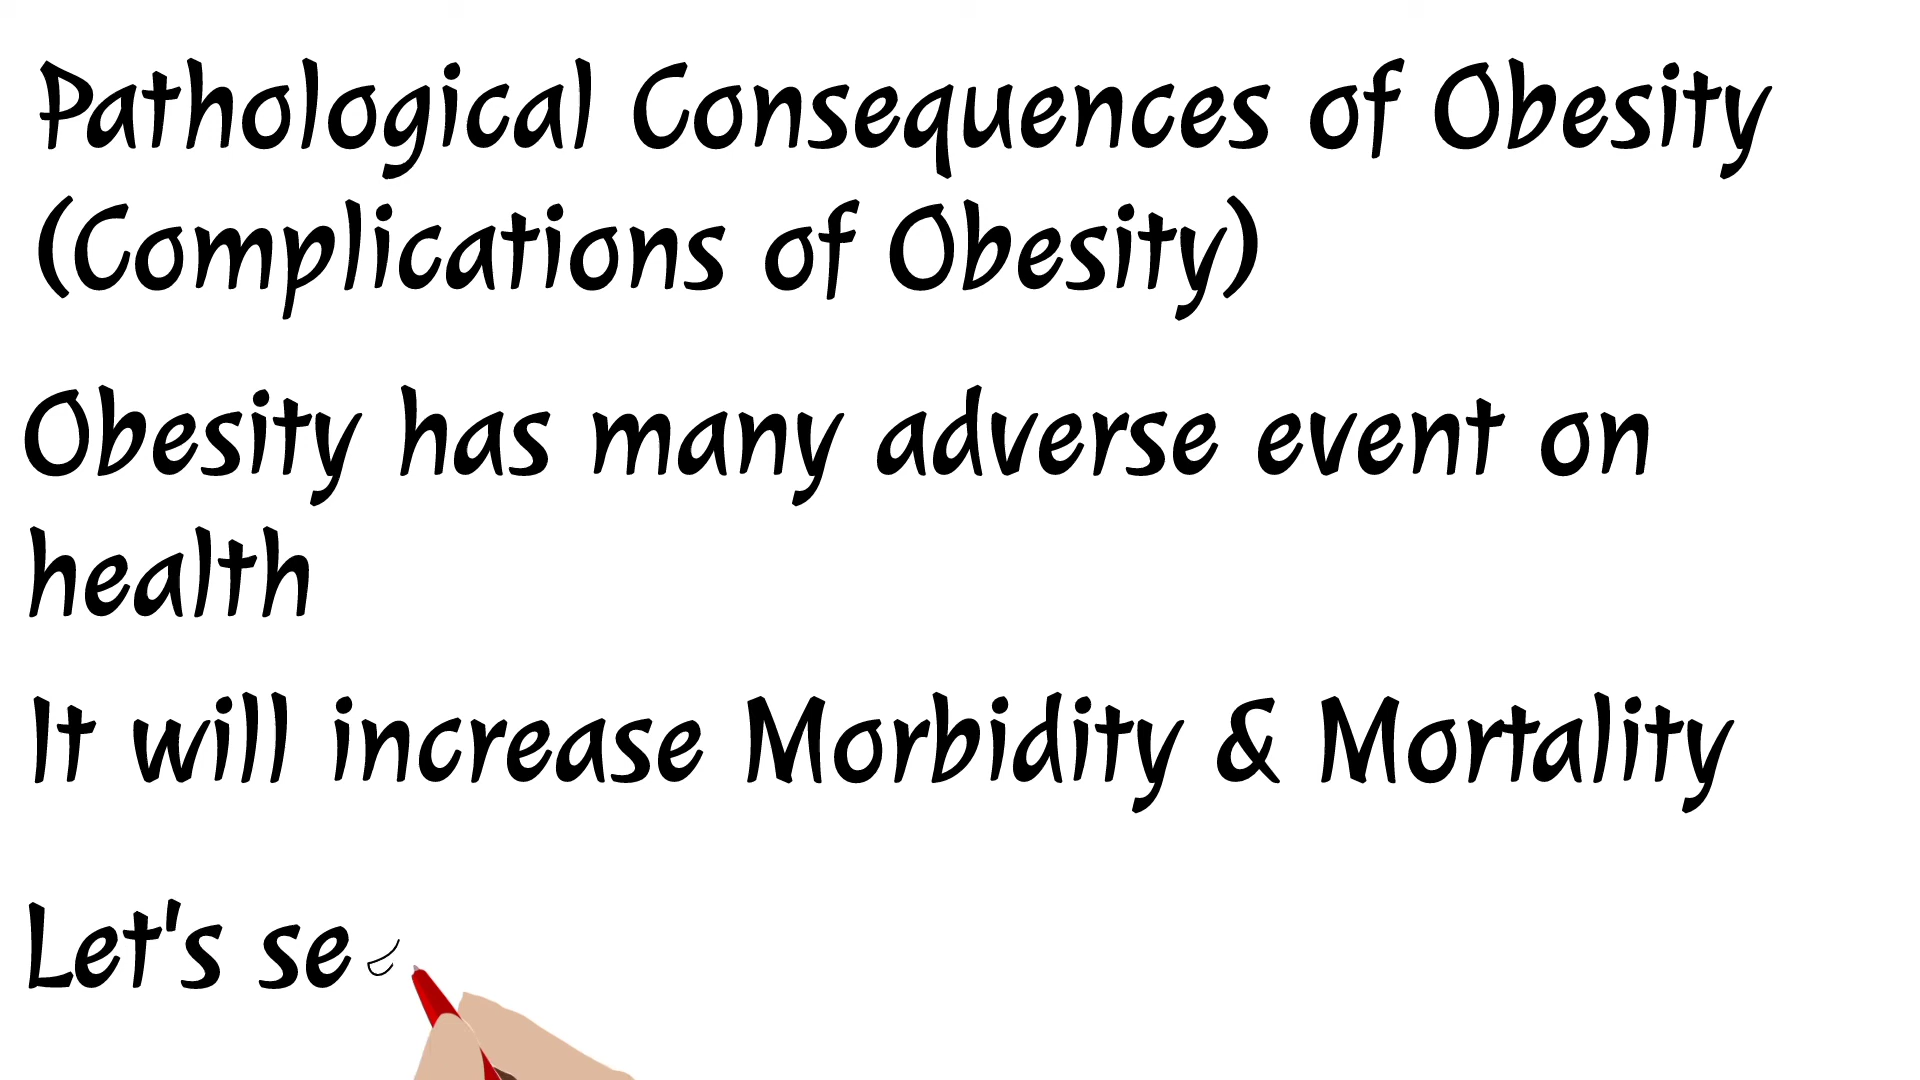 Pathological Consequences of Obesity
(Complications of Obesity)
Obesity has many adverse event on
health
It will increase Morbidity & Mortality
Let's se